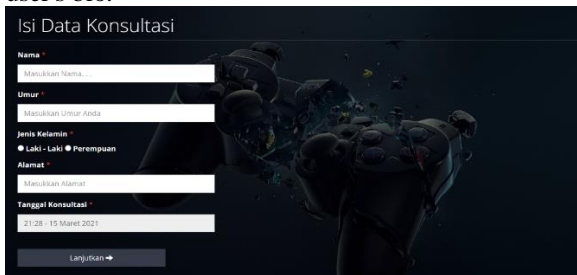 Isi Data Konsultasi
Nama *
Masukkan Nama. . .
Umur *
Masukkan Umur Anda
Jenis Kelamin *
Laki - Laki Perempuan
Alamat *
Masukkan Alamat
Tanggal Konsultasi *
21:28 - 15 Maret 2021
Lanjutkan ➔